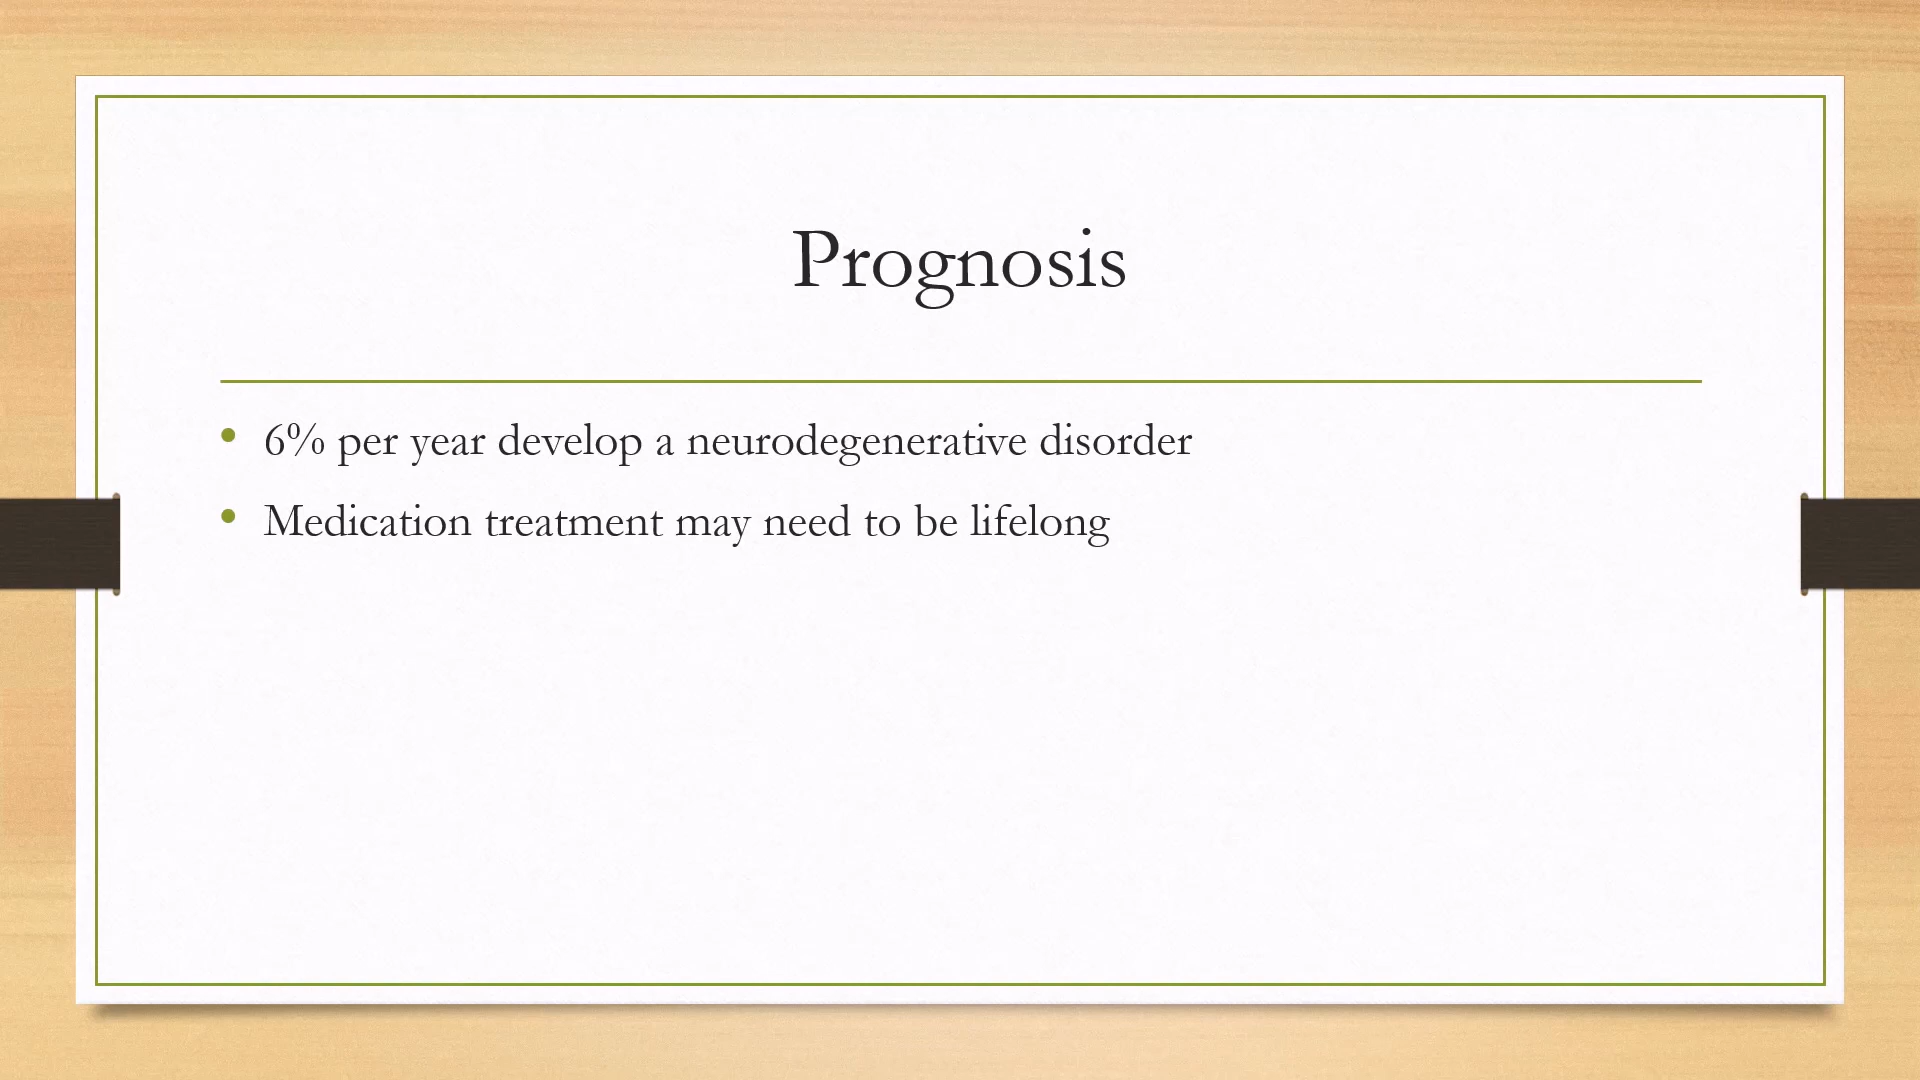 Prognosis
6% per year develop a neurodegenerative disorder
Medication treatment may need to be lifelong